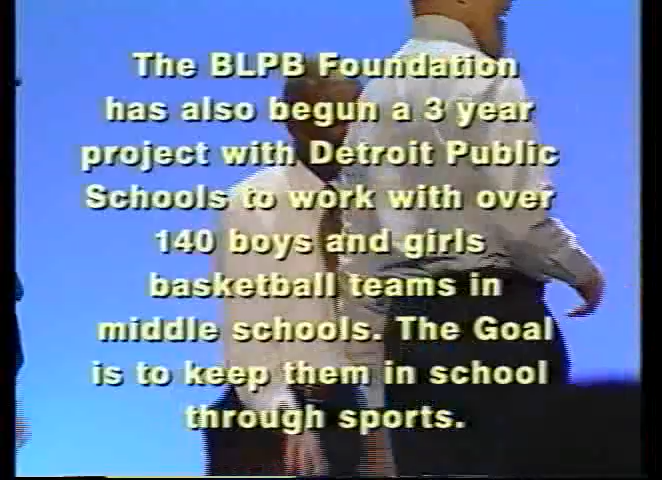 The BLPB Foundation
has also begun a 3 year
project with Detroit Public
Schools to work with over
140 boys and girls
basketball teams in
middle schools. The Goal
is to keep them in school
through sports.